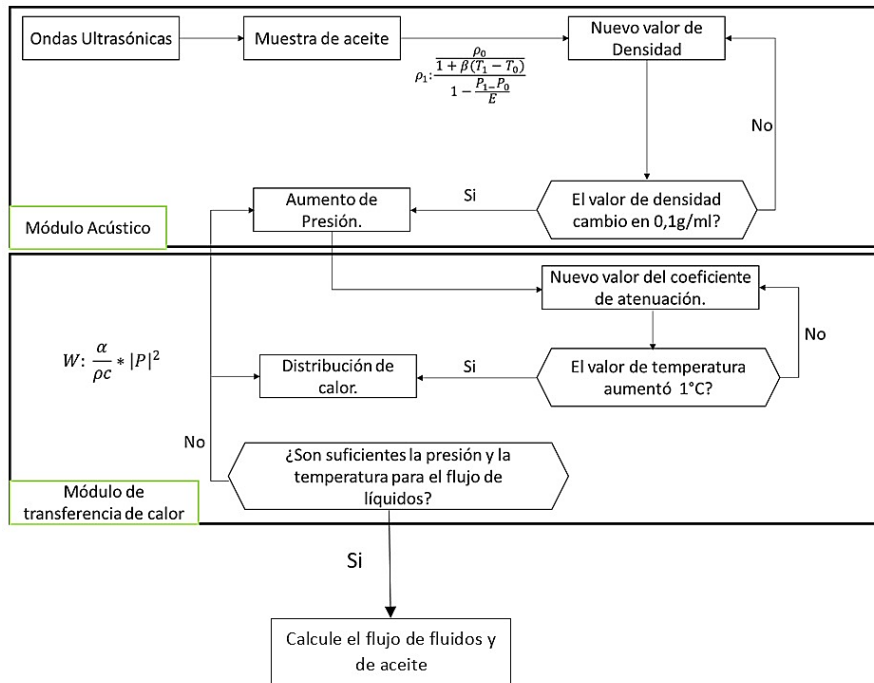 Ondas Ultrasónicas
Muestra de aceite
Nuevo valor de
Densidad
ρ₁: (ρ₀ / (1 + β(T₁ − T₀))) / (1 − (P₁₋P₀ / E))
No
Aumento de
Presión.
Si
El valor de densidad
cambio en 0,1g/ml?
Módulo Acústico
Nuevo valor del coeficiente
de atenuación.
No
W: α/ρc * |P|²
Distribución de
calor.
Si
El valor de temperatura
aumentó 1°C?
No
¿Son suficientes la presión y la
temperatura para el flujo de
líquidos?
Módulo de
transferencia de calor
Si
Calcule el flujo de fluidos y
de aceite